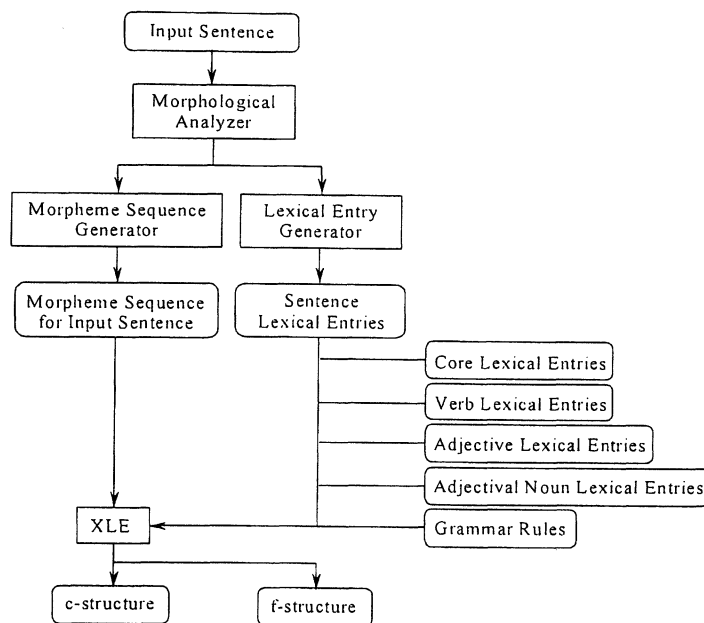 Input Sentence
Morphological
Analyzer
Morpheme Sequence
Generator
Lexical Entry
Generator
Morpheme Sequence
for Input Sentence
Sentence
Lexical Entries
Core Lexical Entries
Verb Lexical Entries
Adjective Lexical Entries
Adjectival Noun Lexical Entries
XLE
Grammar Rules
c-structure
f-structure